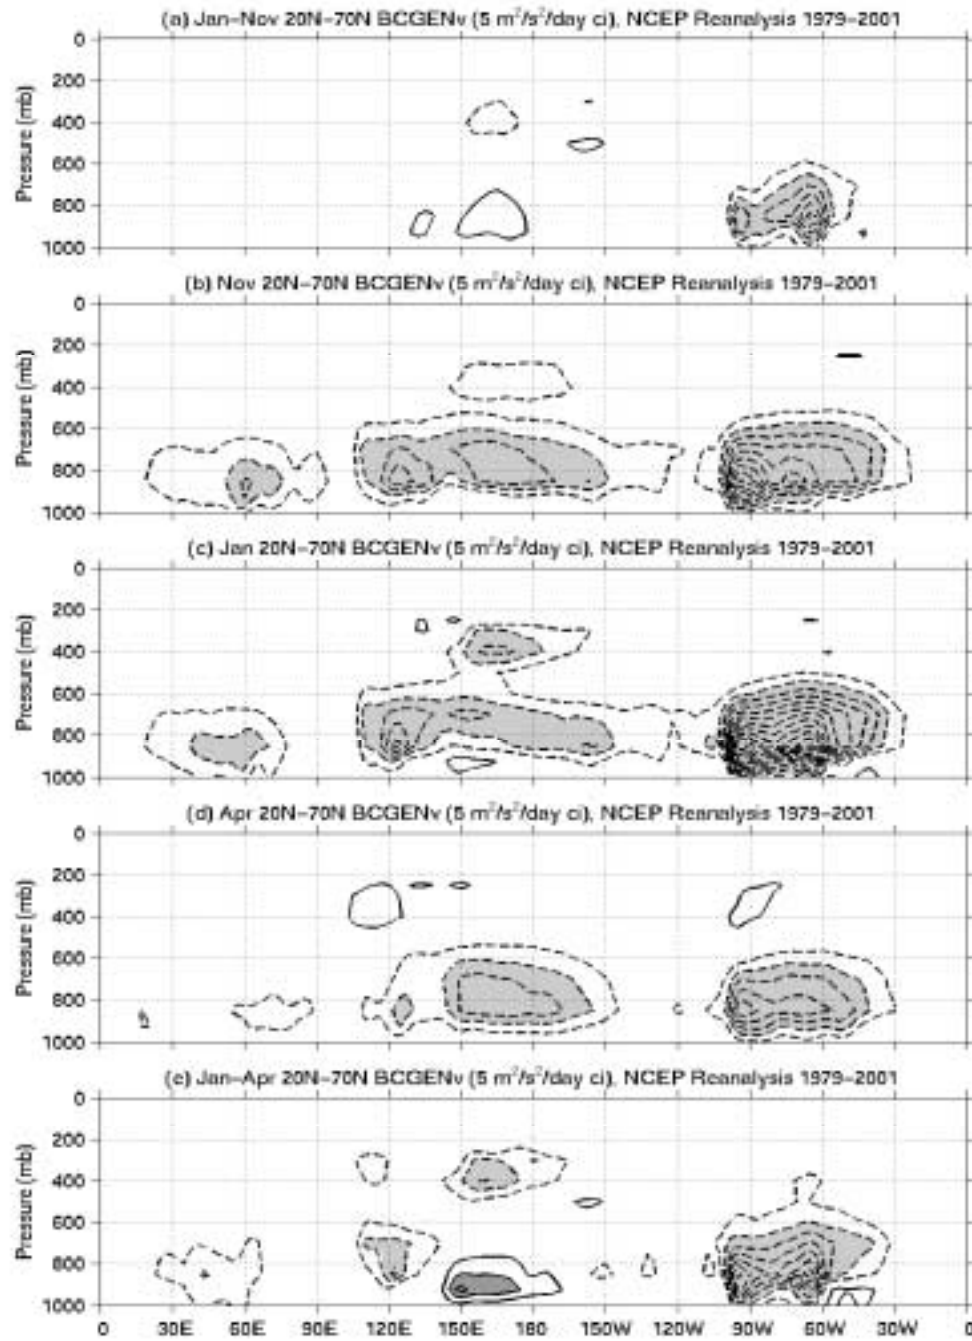 (a) Jan–Nov 20N–70N BCGENv (5 m²/s²/day ci), NCEP Reanalysis 1979–2001
0
200
400
600
800
1000
Pressure (mb)
(b) Nov 20N–70N BCGENv (5 m²/s²/day ci), NCEP Reanalysis 1979–2001
0
200
400
600
800
1000
Pressure (mb)
(c) Jan 20N–70N BCGENv (5 m²/s²/day ci), NCEP Reanalysis 1979–2001
0
200
400
600
800
1000
Pressure (mb)
(d) Apr 20N–70N BCGENv (5 m²/s²/day ci), NCEP Reanalysis 1979–2001
0
200
400
600
800
1000
Pressure (mb)
(e) Jan–Apr 20N–70N BCGENv (5 m²/s²/day ci), NCEP Reanalysis 1979–2001
0
200
400
600
800
1000
Pressure (mb)
0 30E 60E 90E 120E 150E 180 150W 120W 90W 60W 30W 0